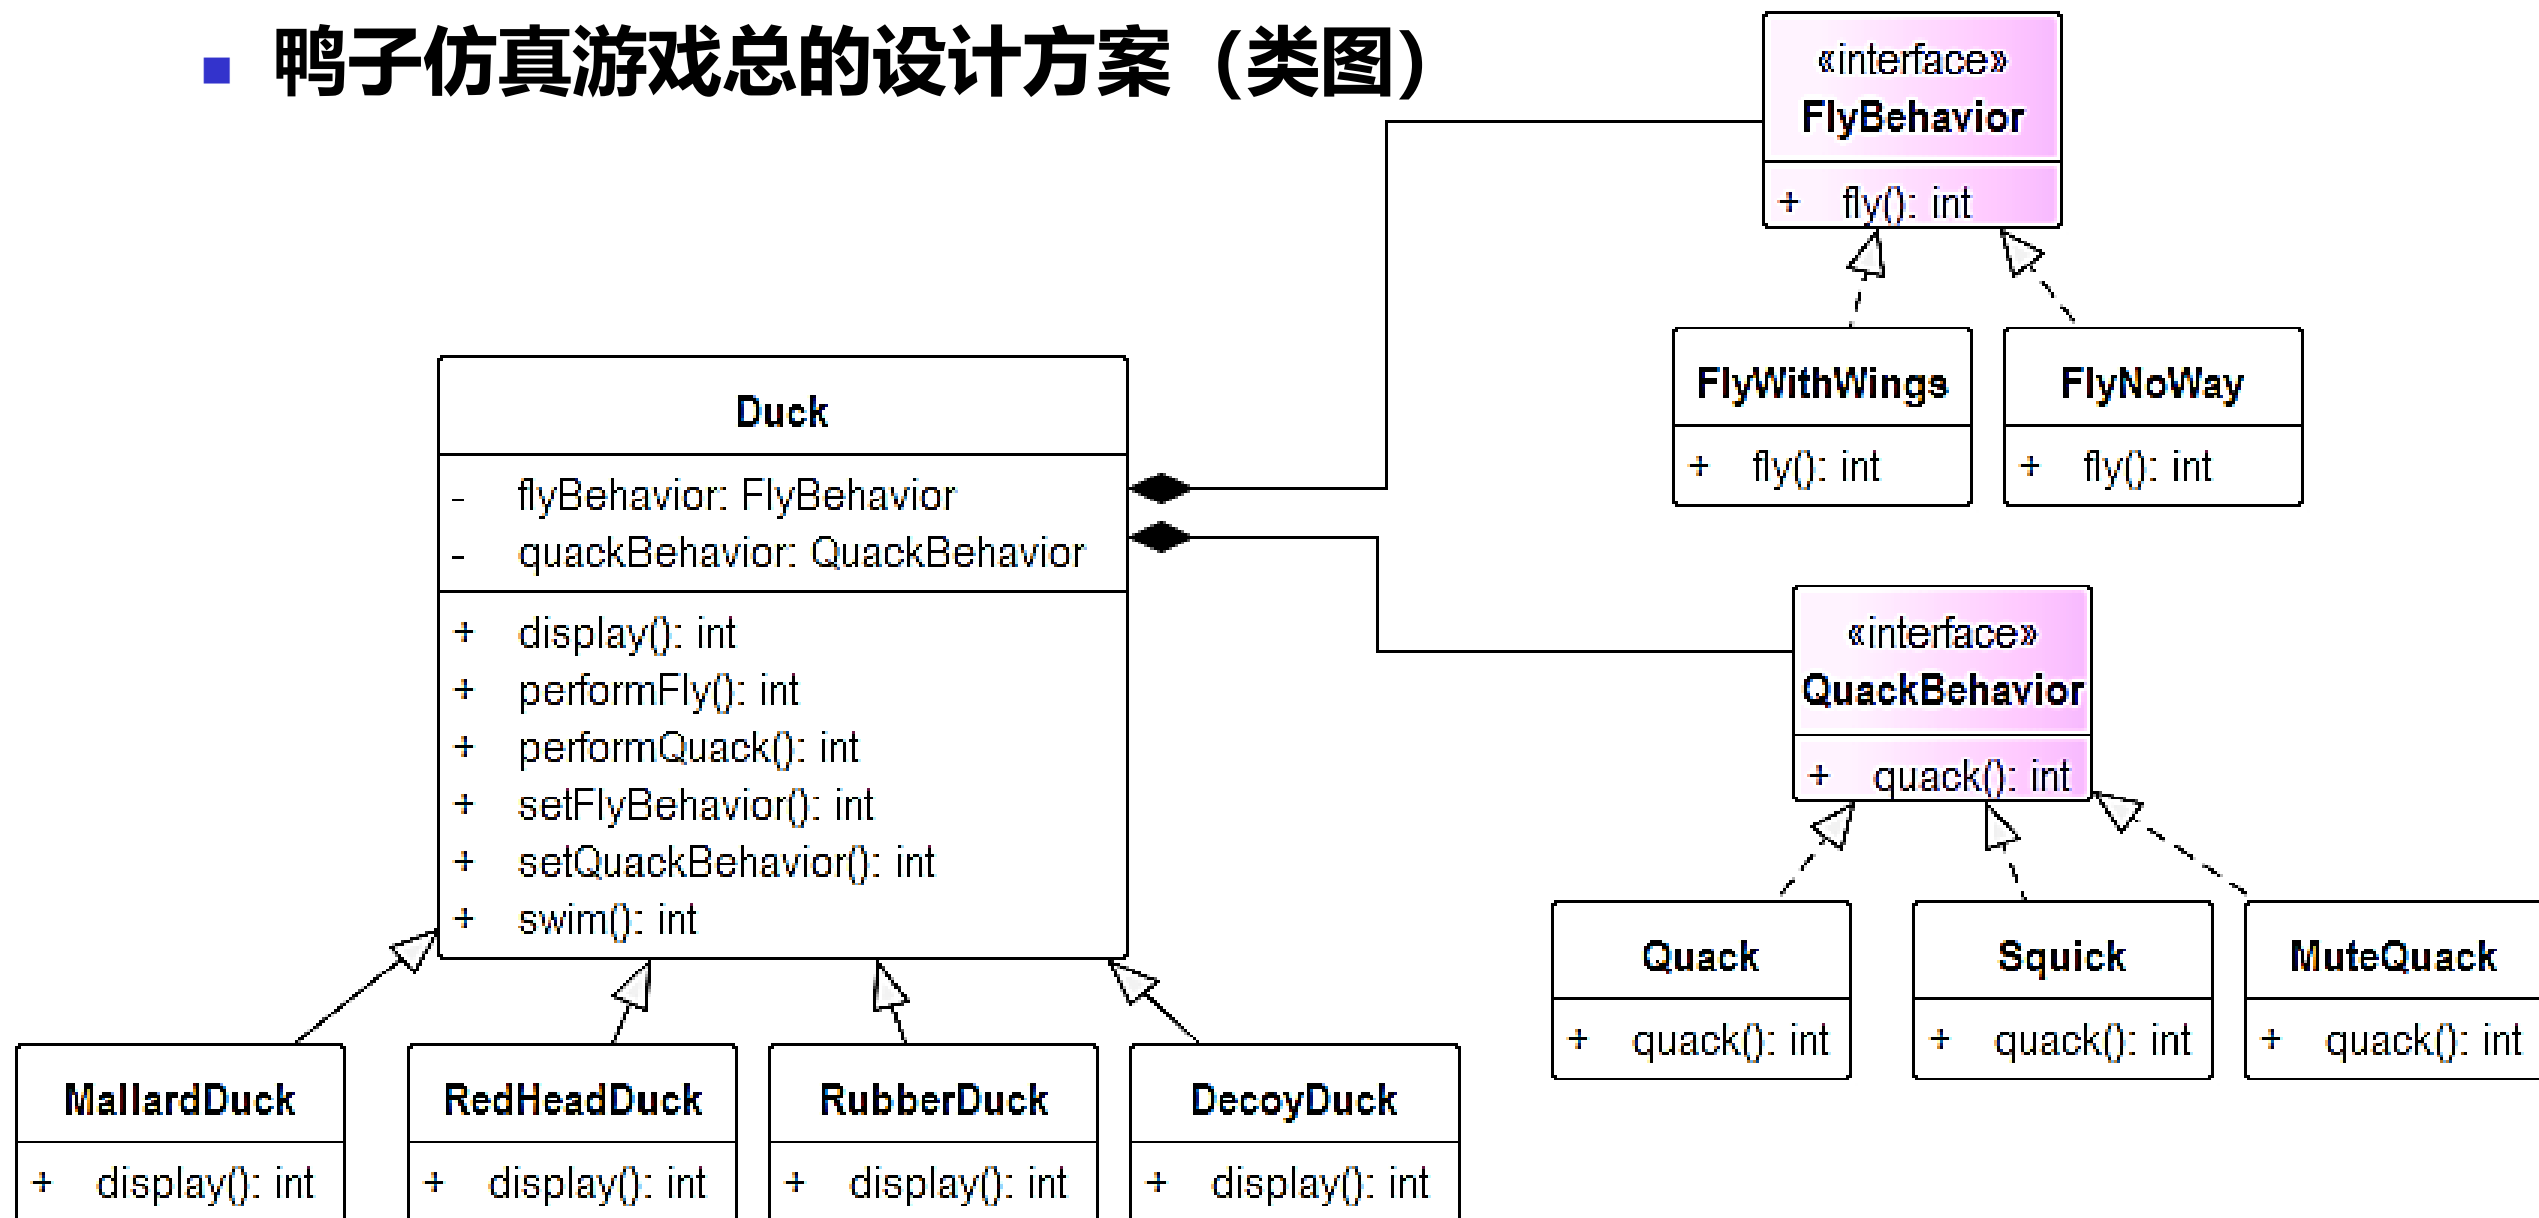 鸭子仿真游戏总的设计方案（类图）
«interface»
FlyBehavior
+ fly(): int
FlyWithWings
+ fly(): int
FlyNoWay
+ fly(): int
Duck
- flyBehavior: FlyBehavior
- quackBehavior: QuackBehavior
+ display(): int
+ performFly(): int
+ performQuack(): int
+ setFlyBehavior(): int
+ setQuackBehavior(): int
+ swim(): int
«interface»
QuackBehavior
+ quack(): int
Quack
+ quack(): int
Squick
+ quack(): int
MuteQuack
+ quack(): int
MallardDuck
+ display(): int
RedHeadDuck
+ display(): int
RubberDuck
+ display(): int
DecoyDuck
+ display(): int